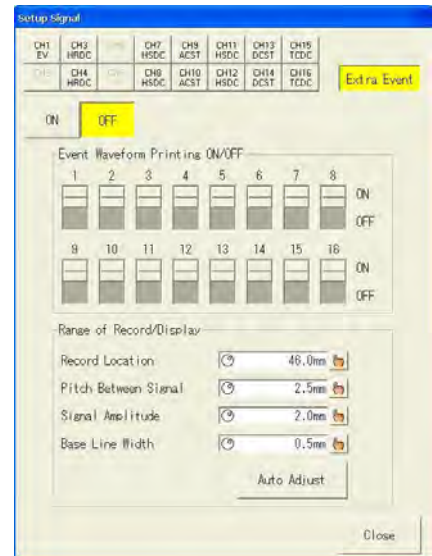 Setup Signal
CH1 EV
CH3 HRDC
CH7 HSDC
CH9 ACST
CH11 HSDC
CH13 DCST
CH15 TCDC
CH4 HRDC
CH8 HSDC
CH10 ACST
CH12 HSDC
CH14 DCST
CH16 TCDC
Extra Event
ON OFF
Event Waveform Printing ON/OFF
1 2 3 4 5 6 7 8
ON
OFF
9 10 11 12 13 14 15 16
ON
OFF
Range of Record/Display
Record Location 46.0mm
Pitch Between Signal 2.5mm
Signal Amplitude 2.0mm
Base Line Width 0.5mm
Auto Adjust
Close